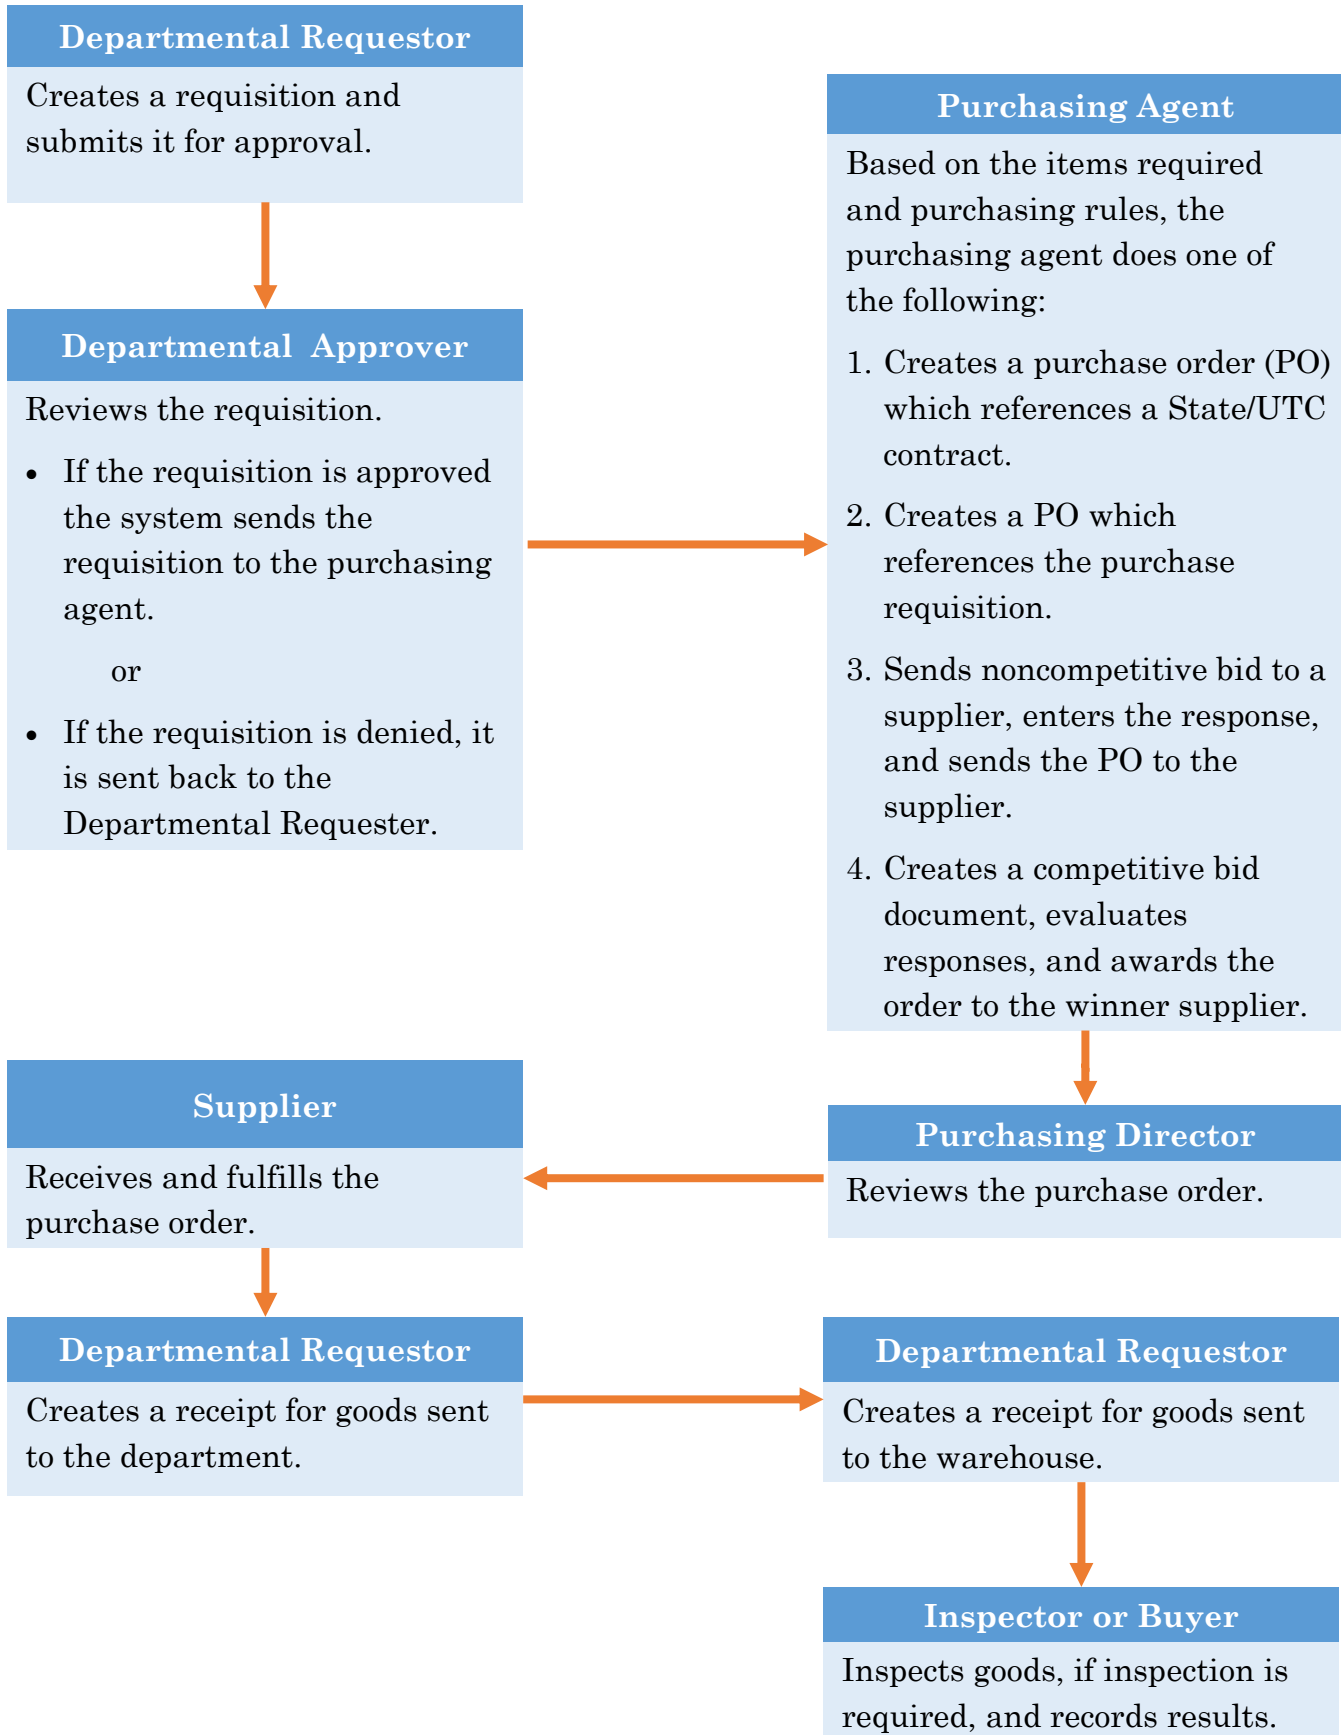 Departmental Requestor
Creates a requisition and
submits it for approval.
Departmental Approver
Reviews the requisition.
• If the requisition is approved
the system sends the
requisition to the purchasing
agent.
or
• If the requisition is denied, it
is sent back to the
Departmental Requester.
Purchasing Agent
Based on the items required
and purchasing rules, the
purchasing agent does one of
the following:
1. Creates a purchase order (PO)
which references a State/UTC
contract.
2. Creates a PO which
references the purchase
requisition.
3. Sends noncompetitive bid to a
supplier, enters the response,
and sends the PO to the
supplier.
4. Creates a competitive bid
document, evaluates
responses, and awards the
order to the winner supplier.
Purchasing Director
Reviews the purchase order.
Supplier
Receives and fulfills the
purchase order.
Departmental Requestor
Creates a receipt for goods sent
to the department.
Departmental Requestor
Creates a receipt for goods sent
to the warehouse.
Inspector or Buyer
Inspects goods, if inspection is
required, and records results.